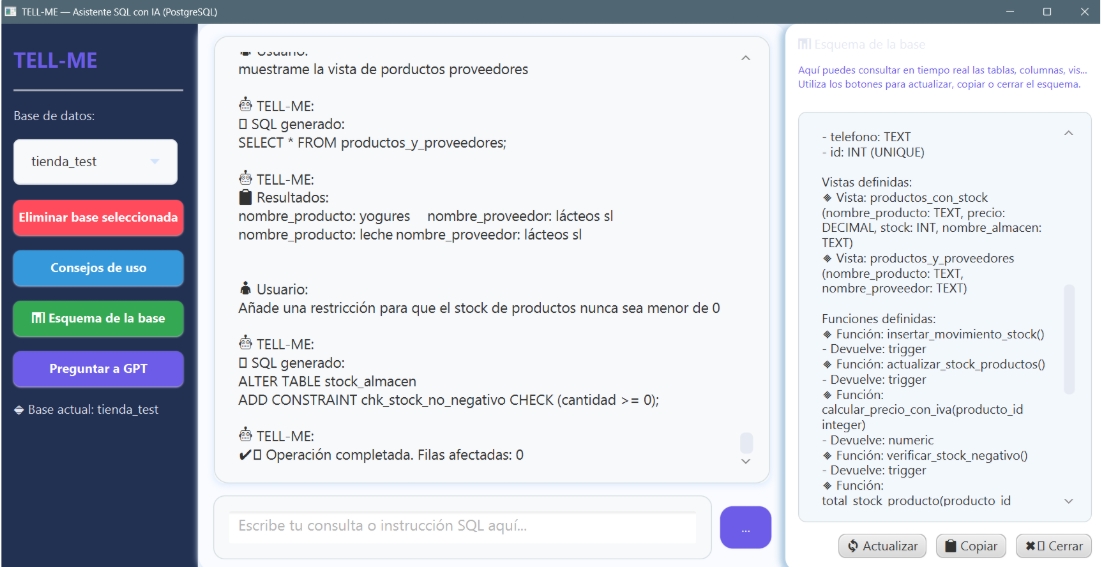 TELL-ME — Asistente SQL con IA (PostgreSQL)
TELL-ME
Base de datos:
tienda_test
Eliminar base seleccionada
Consejos de uso
Esquema de la base
Preguntar a GPT
Base actual: tienda_test
Usuario:
muestrame la vista de porductos proveedores
TELL-ME:
SQL generado:
SELECT * FROM productos_y_proveedores;
TELL-ME:
Resultados:
nombre_producto: yogures nombre_proveedor: lácteos sl
nombre_producto: leche nombre_proveedor: lácteos sl
Usuario:
Añade una restricción para que el stock de productos nunca sea menor de 0
TELL-ME:
SQL generado:
ALTER TABLE stock_almacen
ADD CONSTRAINT chk_stock_no_negativo CHECK (cantidad >= 0);
TELL-ME:
Operación completada. Filas afectadas: 0
Escribe tu consulta o instrucción SQL aquí...
...
Esquema de la base
Aquí puedes consultar en tiempo real las tablas, columnas, vis...
Utiliza los botones para actualizar, copiar o cerrar el esquema.
- telefono: TEXT
- id: INT (UNIQUE)
Vistas definidas:
Vista: productos_con_stock
(nombre_producto: TEXT, precio:
DECIMAL, stock: INT, nombre_almacen:
TEXT)
Vista: productos_y_proveedores
(nombre_producto: TEXT,
nombre_proveedor: TEXT)
Funciones definidas:
Función: insertar_movimiento_stock()
- Devuelve: trigger
Función: actualizar_stock_productos()
- Devuelve: trigger
Función:
calcular_precio_con_iva(producto_id
integer)
- Devuelve: numeric
Función: verificar_stock_negativo()
- Devuelve: trigger
Función:
total_stock_producto(producto_id
Actualizar
Copiar
Cerrar